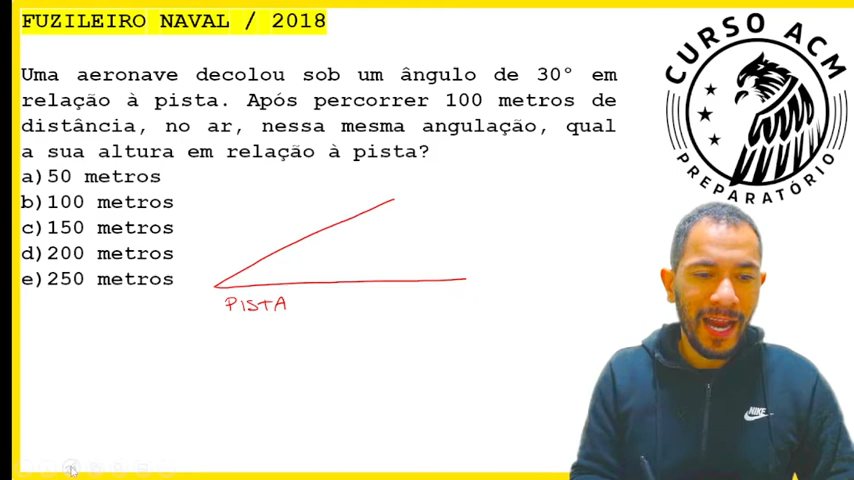 FUZILEIRO NAVAL / 2018
Uma aeronave decolou sob um ângulo de 30º em
relação à pista. Após percorrer 100 metros de
distância, no ar, nessa mesma angulação, qual
a sua altura em relação à pista?
a)50 metros
b)100 metros
c)150 metros
d)200 metros
e)250 metros
PISTA
CURSO ACM
PREPARATÓRIO
NIKE